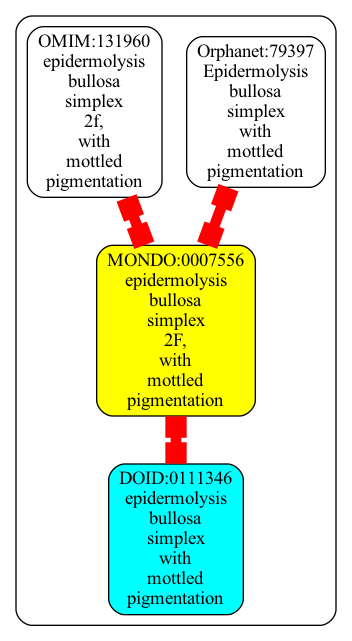 OMIM:131960
epidermolysis
bullosa
simplex
2f,
with
mottled
pigmentation
Orphanet:79397
Epidermolysis
bullosa
simplex
with
mottled
pigmentation
MONDO:0007556
epidermolysis
bullosa
simplex
2F,
with
mottled
pigmentation
DOID:0111346
epidermolysis
bullosa
simplex
with
mottled
pigmentation